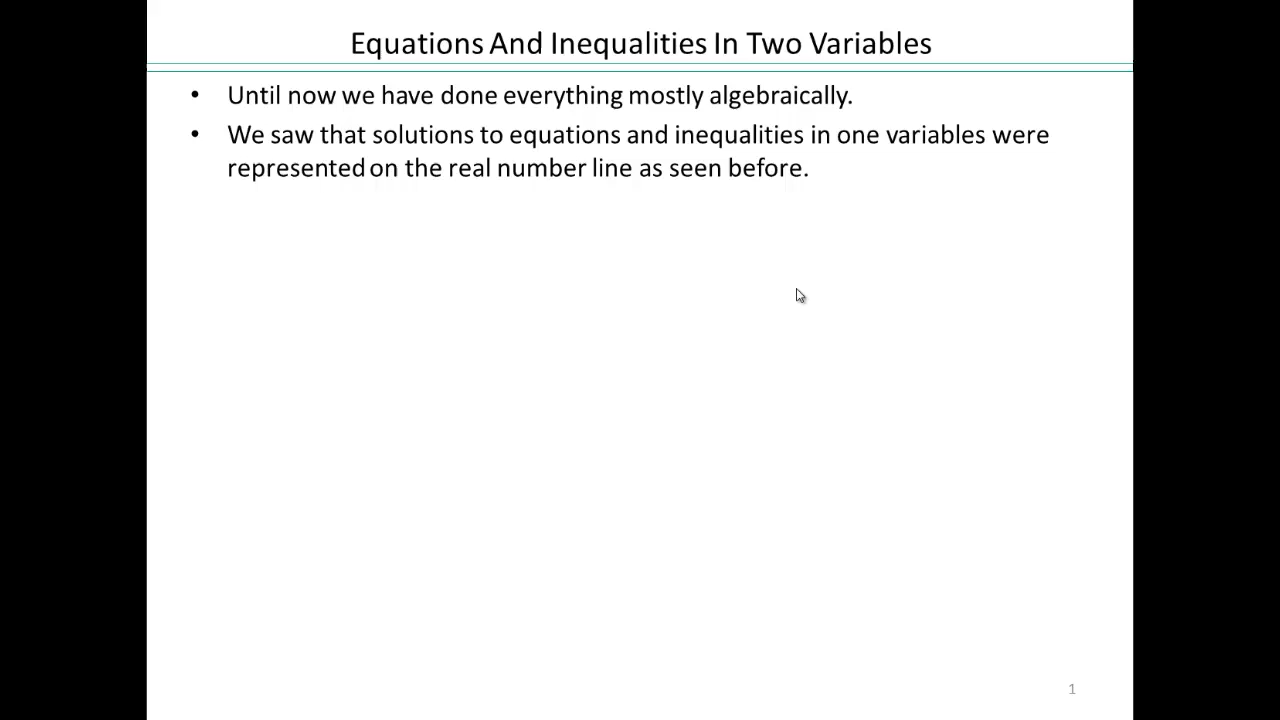 Equations And Inequalities In Two Variables
• Until now we have done everything mostly algebraically.
• We saw that solutions to equations and inequalities in one variables were
represented on the real number line as seen before.
1